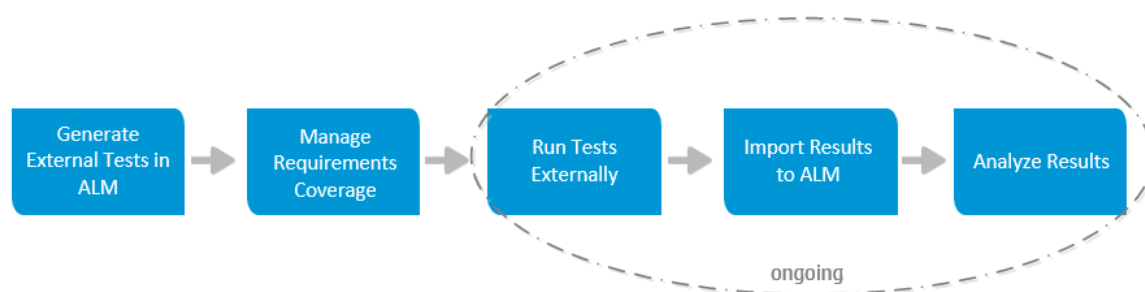 Generate
External Tests in
ALM
Manage
Requirements
Coverage
Run Tests
Externally
Import Results
to ALM
Analyze Results
ongoing